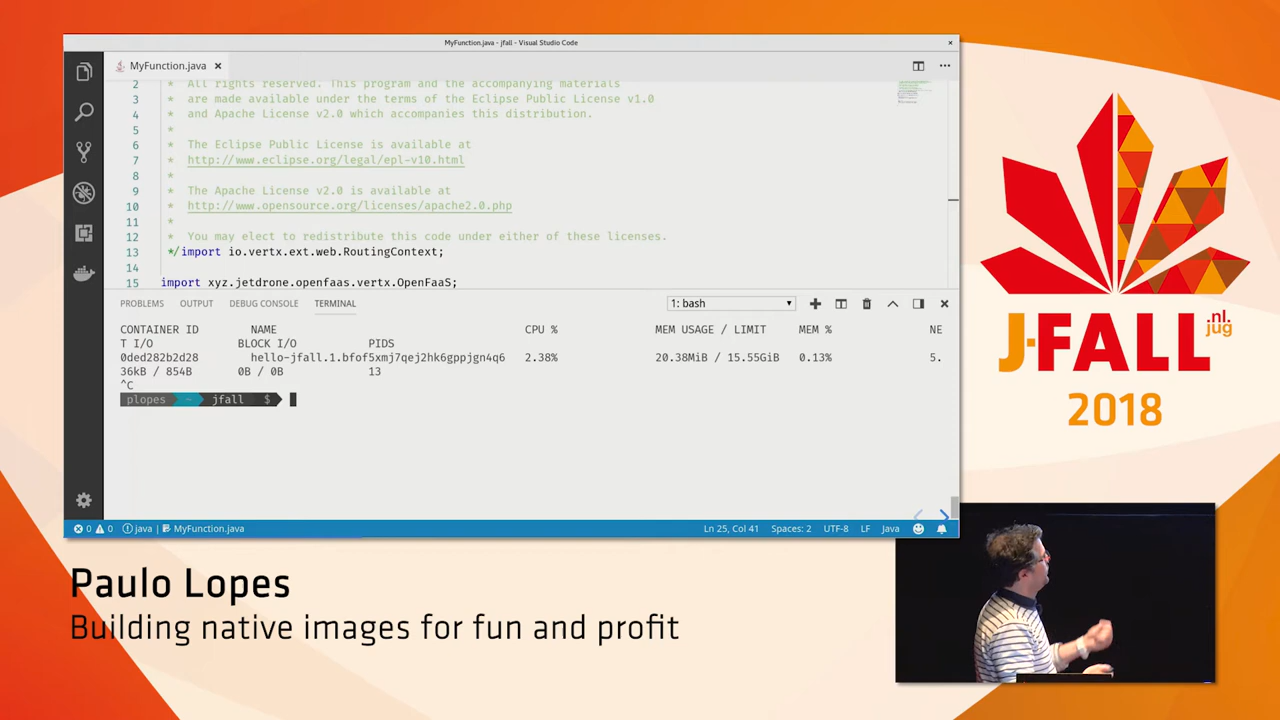 MyFunction.java - jfall - Visual Studio Code
MyFunction.java
2 * All rights reserved. This program and the accompanying materials
3 * are made available under the terms of the Eclipse Public License v1.0
4 * and Apache License v2.0 which accompanies this distribution.
5 *
6 * The Eclipse Public License is available at
7 * http://www.eclipse.org/legal/epl-v10.html
8 *
9 * The Apache License v2.0 is available at
10 * http://www.opensource.org/licenses/apache2.0.php
11 *
12 * You may elect to redistribute this code under either of these licenses.
13 */import io.vertx.ext.web.RoutingContext;
14
15 import xyz.jetdrone.openfaas.vertx.OpenFaaS;
PROBLEMS OUTPUT DEBUG CONSOLE TERMINAL 1: bash
CONTAINER ID NAME CPU % MEM USAGE / LIMIT MEM % NE
T I/O BLOCK I/O PIDS
0ded282b2d28 hello-jfall.1.bfof5xmj7qej2hk6gppjgn4q6 2.38% 20.38MiB / 15.55GiB 0.13% 5.
36kB / 854B 0B / 0B 13
^C
plopes ~ jfall $
0 0 java | MyFunction.java Ln 25, Col 41 Spaces: 2 UTF-8 LF Java
J-FALL
nl.
jug
2018
Paulo Lopes
Building native images for fun and profit